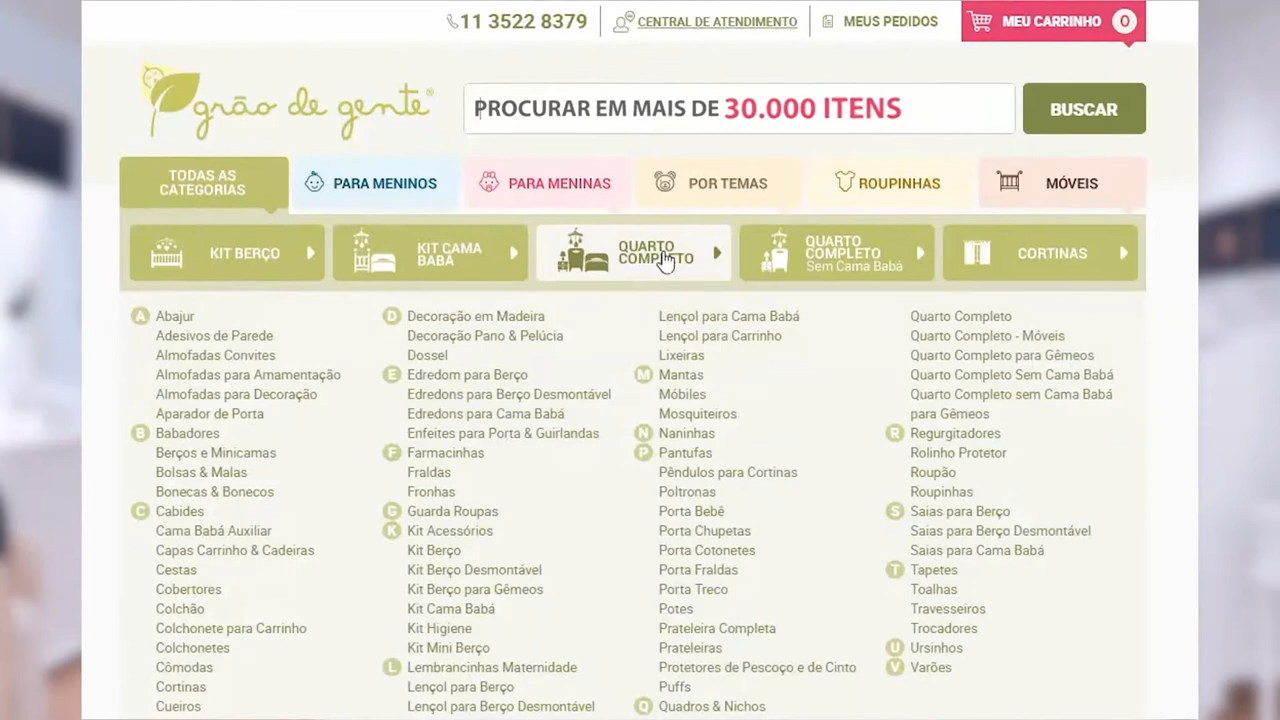 11 3522 8379
CENTRAL DE ATENDIMENTO
MEUS PEDIDOS
MEU CARRINHO 0
grão de gente®
PROCURAR EM MAIS DE 30.000 ITENS
BUSCAR
TODAS AS
CATEGORIAS
PARA MENINOS
PARA MENINAS
POR TEMAS
ROUPINHAS
MÓVEIS
KIT BERÇO
KIT CAMA
BABÁ
QUARTO
COMPLETO
QUARTO
COMPLETO
Sem Cama Babá
CORTINAS
A Abajur
Adesivos de Parede
Almofadas Convites
Almofadas para Amamentação
Almofadas para Decoração
Aparador de Porta
B Babadores
Berços e Minicamas
Bolsas & Malas
Bonecas & Bonecos
C Cabides
Cama Babá Auxiliar
Capas Carrinho & Cadeiras
Cestas
Cobertores
Colchão
Colchonete para Carrinho
Colchonetes
Cômodas
Cortinas
Cueiros
D Decoração em Madeira
Decoração Pano & Pelúcia
Dossel
E Edredom para Berço
Edredons para Berço Desmontável
Edredons para Cama Babá
Enfeites para Porta & Guirlandas
F Farmacinhas
Fraldas
Fronhas
G Guarda Roupas
K Kit Acessórios
Kit Berço
Kit Berço Desmontável
Kit Berço para Gêmeos
Kit Cama Babá
Kit Higiene
Kit Mini Berço
L Lembrancinhas Maternidade
Lençol para Berço
Lençol para Berço Desmontável
Lençol para Cama Babá
Lençol para Carrinho
Lixeiras
M Mantas
Móbiles
Mosquiteiros
N Naninhas
P Pantufas
Pêndulos para Cortinas
Poltronas
Porta Bebê
Porta Chupetas
Porta Cotonetes
Porta Fraldas
Porta Treco
Potes
Prateleira Completa
Prateleiras
Protetores de Pescoço e de Cinto
Puffs
Q Quadros & Nichos
Quarto Completo
Quarto Completo - Móveis
Quarto Completo para Gêmeos
Quarto Completo Sem Cama Babá
Quarto Completo sem Cama Babá
para Gêmeos
R Regurgitadores
Rolinho Protetor
Roupão
Roupinhas
S Saias para Berço
Saias para Berço Desmontável
Saias para Cama Babá
T Tapetes
Toalhas
Travesseiros
Trocadores
U Ursinhos
V Varões